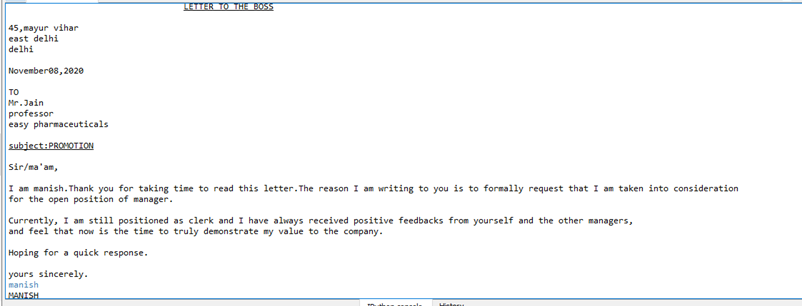 LETTER TO THE BOSS
45,mayur vihar
east delhi
delhi
November08,2020
TO
Mr.Jain
professor
easy pharmaceuticals
subject:PROMOTION
Sir/ma'am,
I am manish.Thank you for taking time to read this letter.The reason I am writing to you is to formally request that I am taken into consideration
for the open position of manager.
Currently, I am still positioned as clerk and I have always received positive feedbacks from yourself and the other managers,
and feel that now is the time to truly demonstrate my value to the company.
Hoping for a quick response.
yours sincerely.
manish
MANISH